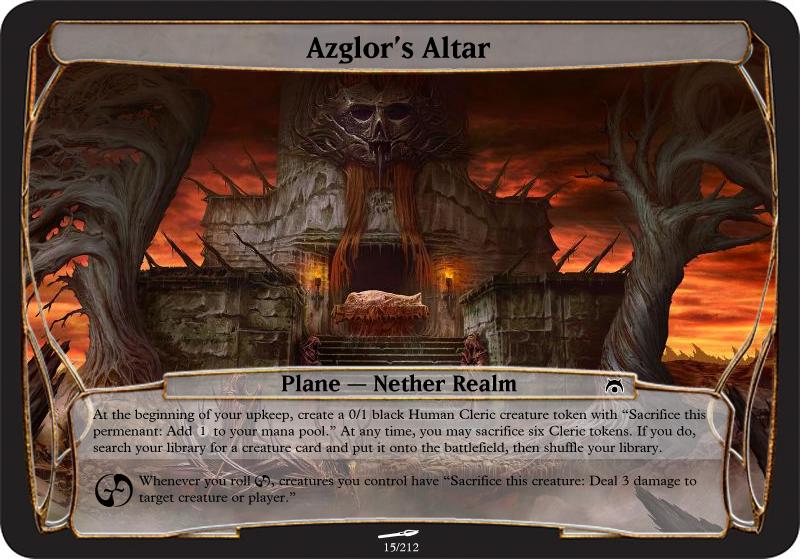 Azglor's Altar
Plane — Nether Realm
At the beginning of your upkeep, create a 0/1 black Human Cleric creature token with “Sacrifice this
permenant: Add 1 to your mana pool.” At any time, you may sacrifice six Cleric tokens. If you do,
search your library for a creature card and put it onto the battlefield, then shuffle your library.
Whenever you roll , creatures you control have “Sacrifice this creature: Deal 3 damage to
target creature or player.”
15/212